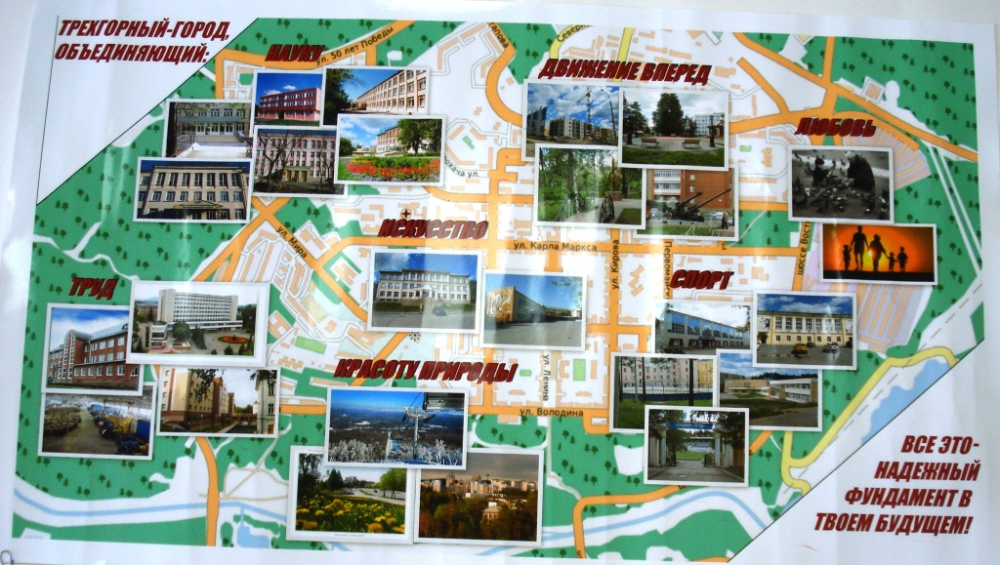 ТРЕХГОРНЫЙ-ГОРОД,
ОБЪЕДИНЯЮЩИЙ:
НАУКУ
ул. 50 лет Победы
ДВИЖЕНИЕ ВПЕРЕД
ЛЮБОВЬ
ИСКУССТВО
ул. Мира
ул. Карла Маркса
ул. Кирова
ТРУД
СПОРТ
КРАСОТУ ПРИРОДЫ
ул. Ленина
ул. Володина
ВСЕ ЭТО-
НАДЕЖНЫЙ
ФУНДАМЕНТ В
ТВОЕМ БУДУЩЕМ!